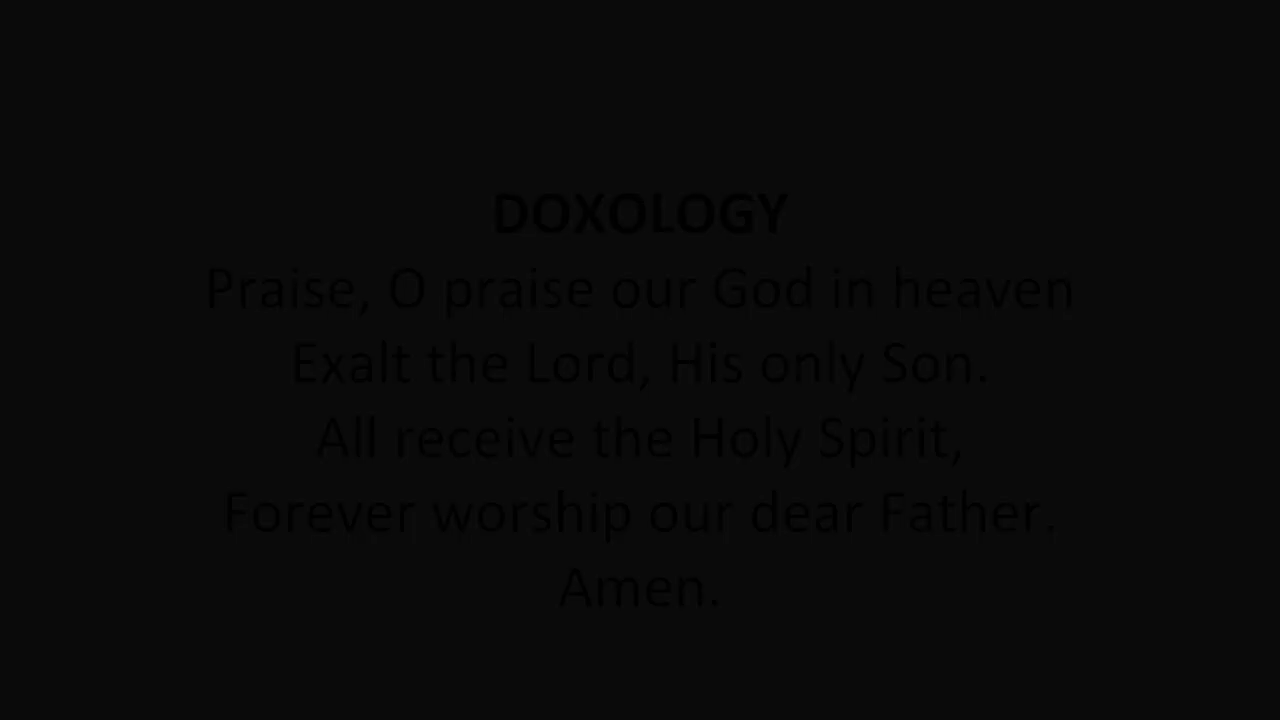 DOXOLOGY
Praise, O praise our God in heaven
Exalt the Lord, His only Son.
All receive the Holy Spirit,
Forever worship our dear Father.
Amen.